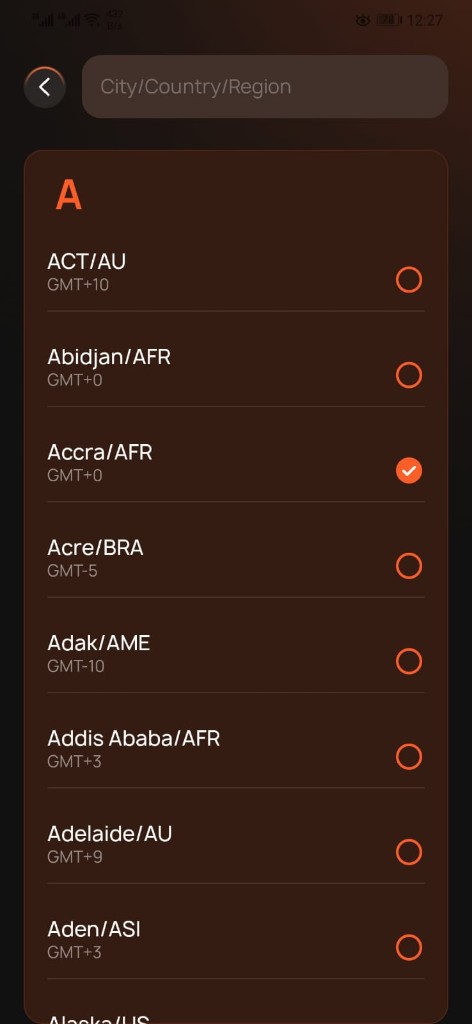 12:27
City/Country/Region
A
ACT/AU
GMT+10
Abidjan/AFR
GMT+0
Accra/AFR
GMT+0
Acre/BRA
GMT-5
Adak/AME
GMT-10
Addis Ababa/AFR
GMT+3
Adelaide/AU
GMT+9
Aden/ASI
GMT+3
Alaska/US